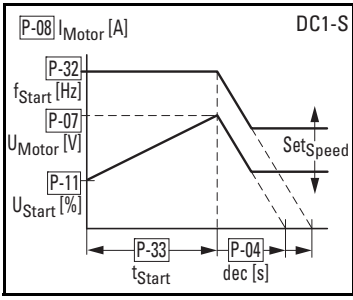 P-08 I_Motor [A]
DC1-S
P-32
f_Start [Hz]
P-07
U_Motor [V]
Set_Speed
P-11
U_Start [%]
P-33
P-04
t_Start
dec [s]